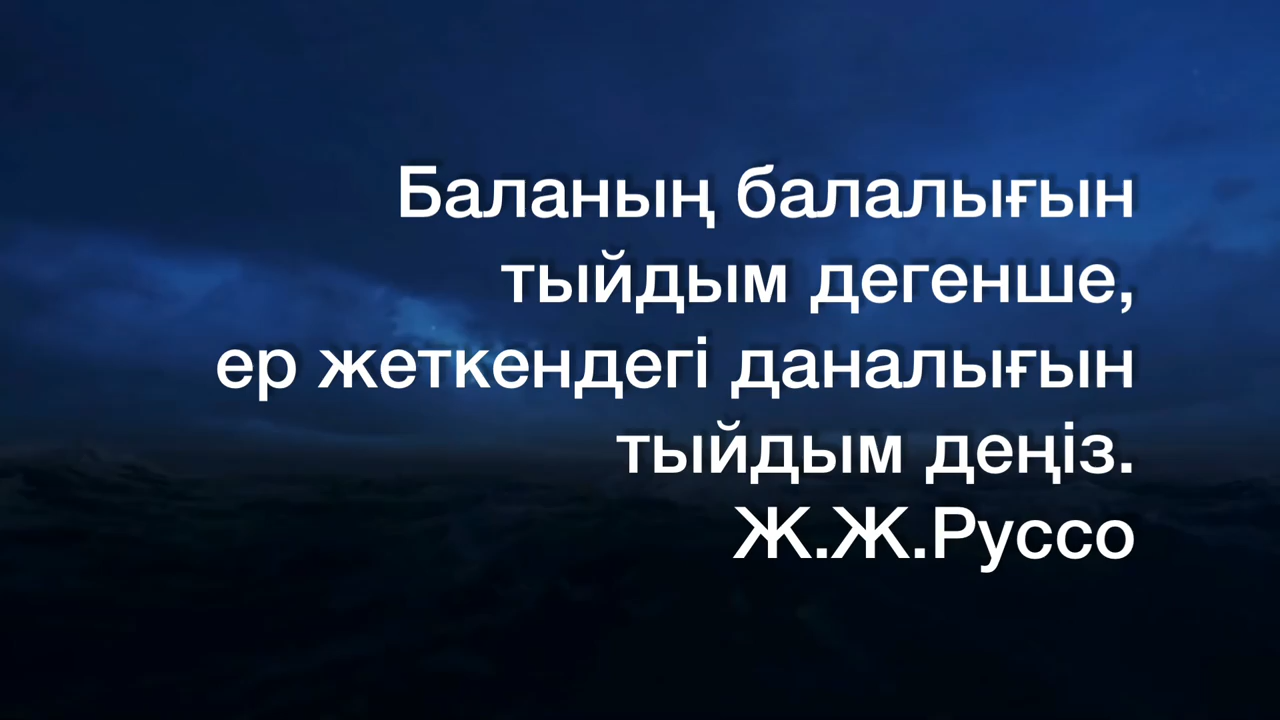 Баланың балалығын
тыйдым дегенше,
ер жеткендегі даналығын
тыйдым деңіз.
Ж.Ж.Руссо